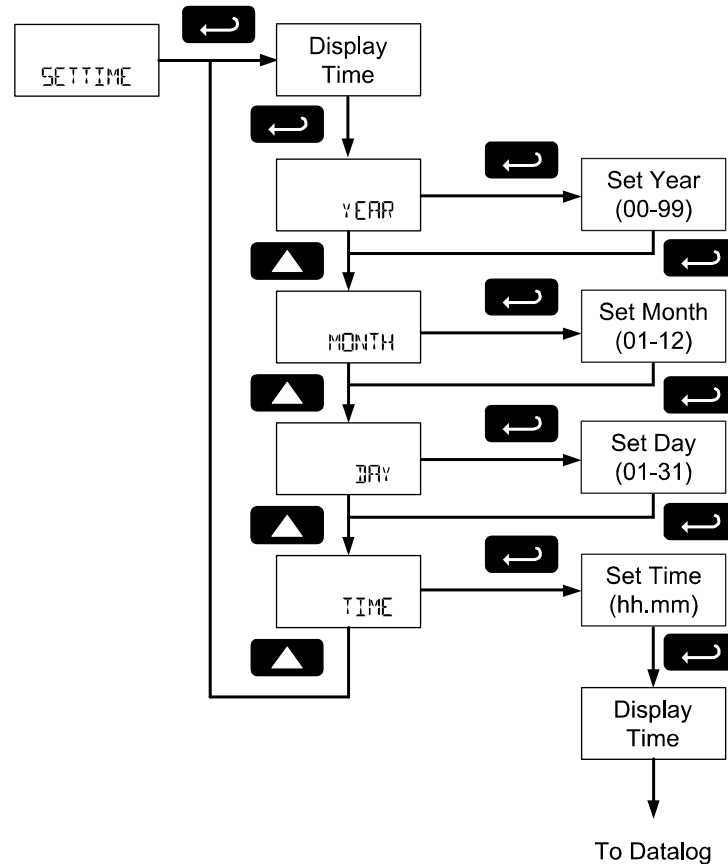 SETTIME
Display
Time
YEAR
Set Year
(00-99)
MONTH
Set Month
(01-12)
DAY
Set Day
(01-31)
TIME
Set Time
(hh.mm)
Display
Time
To Datalog